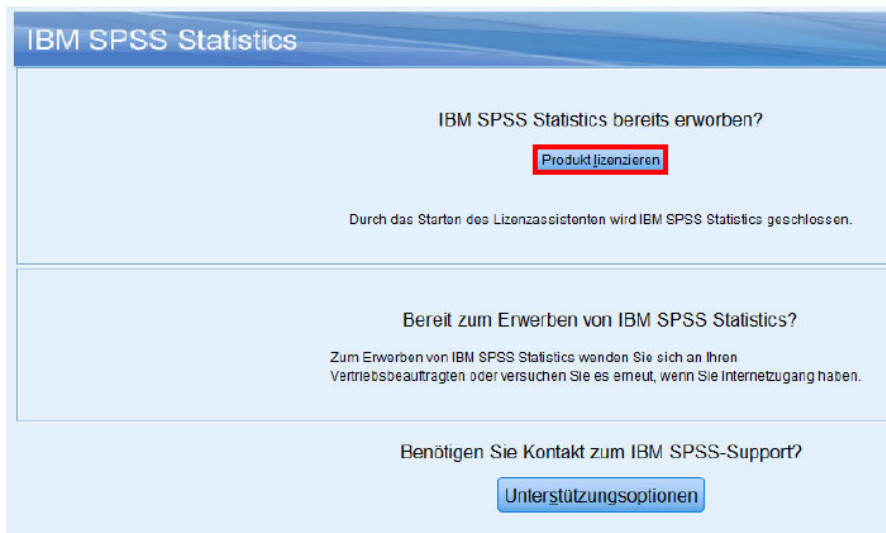 IBM SPSS Statistics
IBM SPSS Statistics bereits erworben?
Produkt lizenzieren
Durch das Starten des Lizenzassistenten wird IBM SPSS Statistics geschlossen.
Bereit zum Erwerben von IBM SPSS Statistics?
Zum Erwerben von IBM SPSS Statistics wenden Sie sich an Ihren
Vertriebsbeauftragten oder versuchen Sie es erneut, wenn Sie Internetzugang haben.
Benötigen Sie Kontakt zum IBM SPSS-Support?
Unterstützungsoptionen